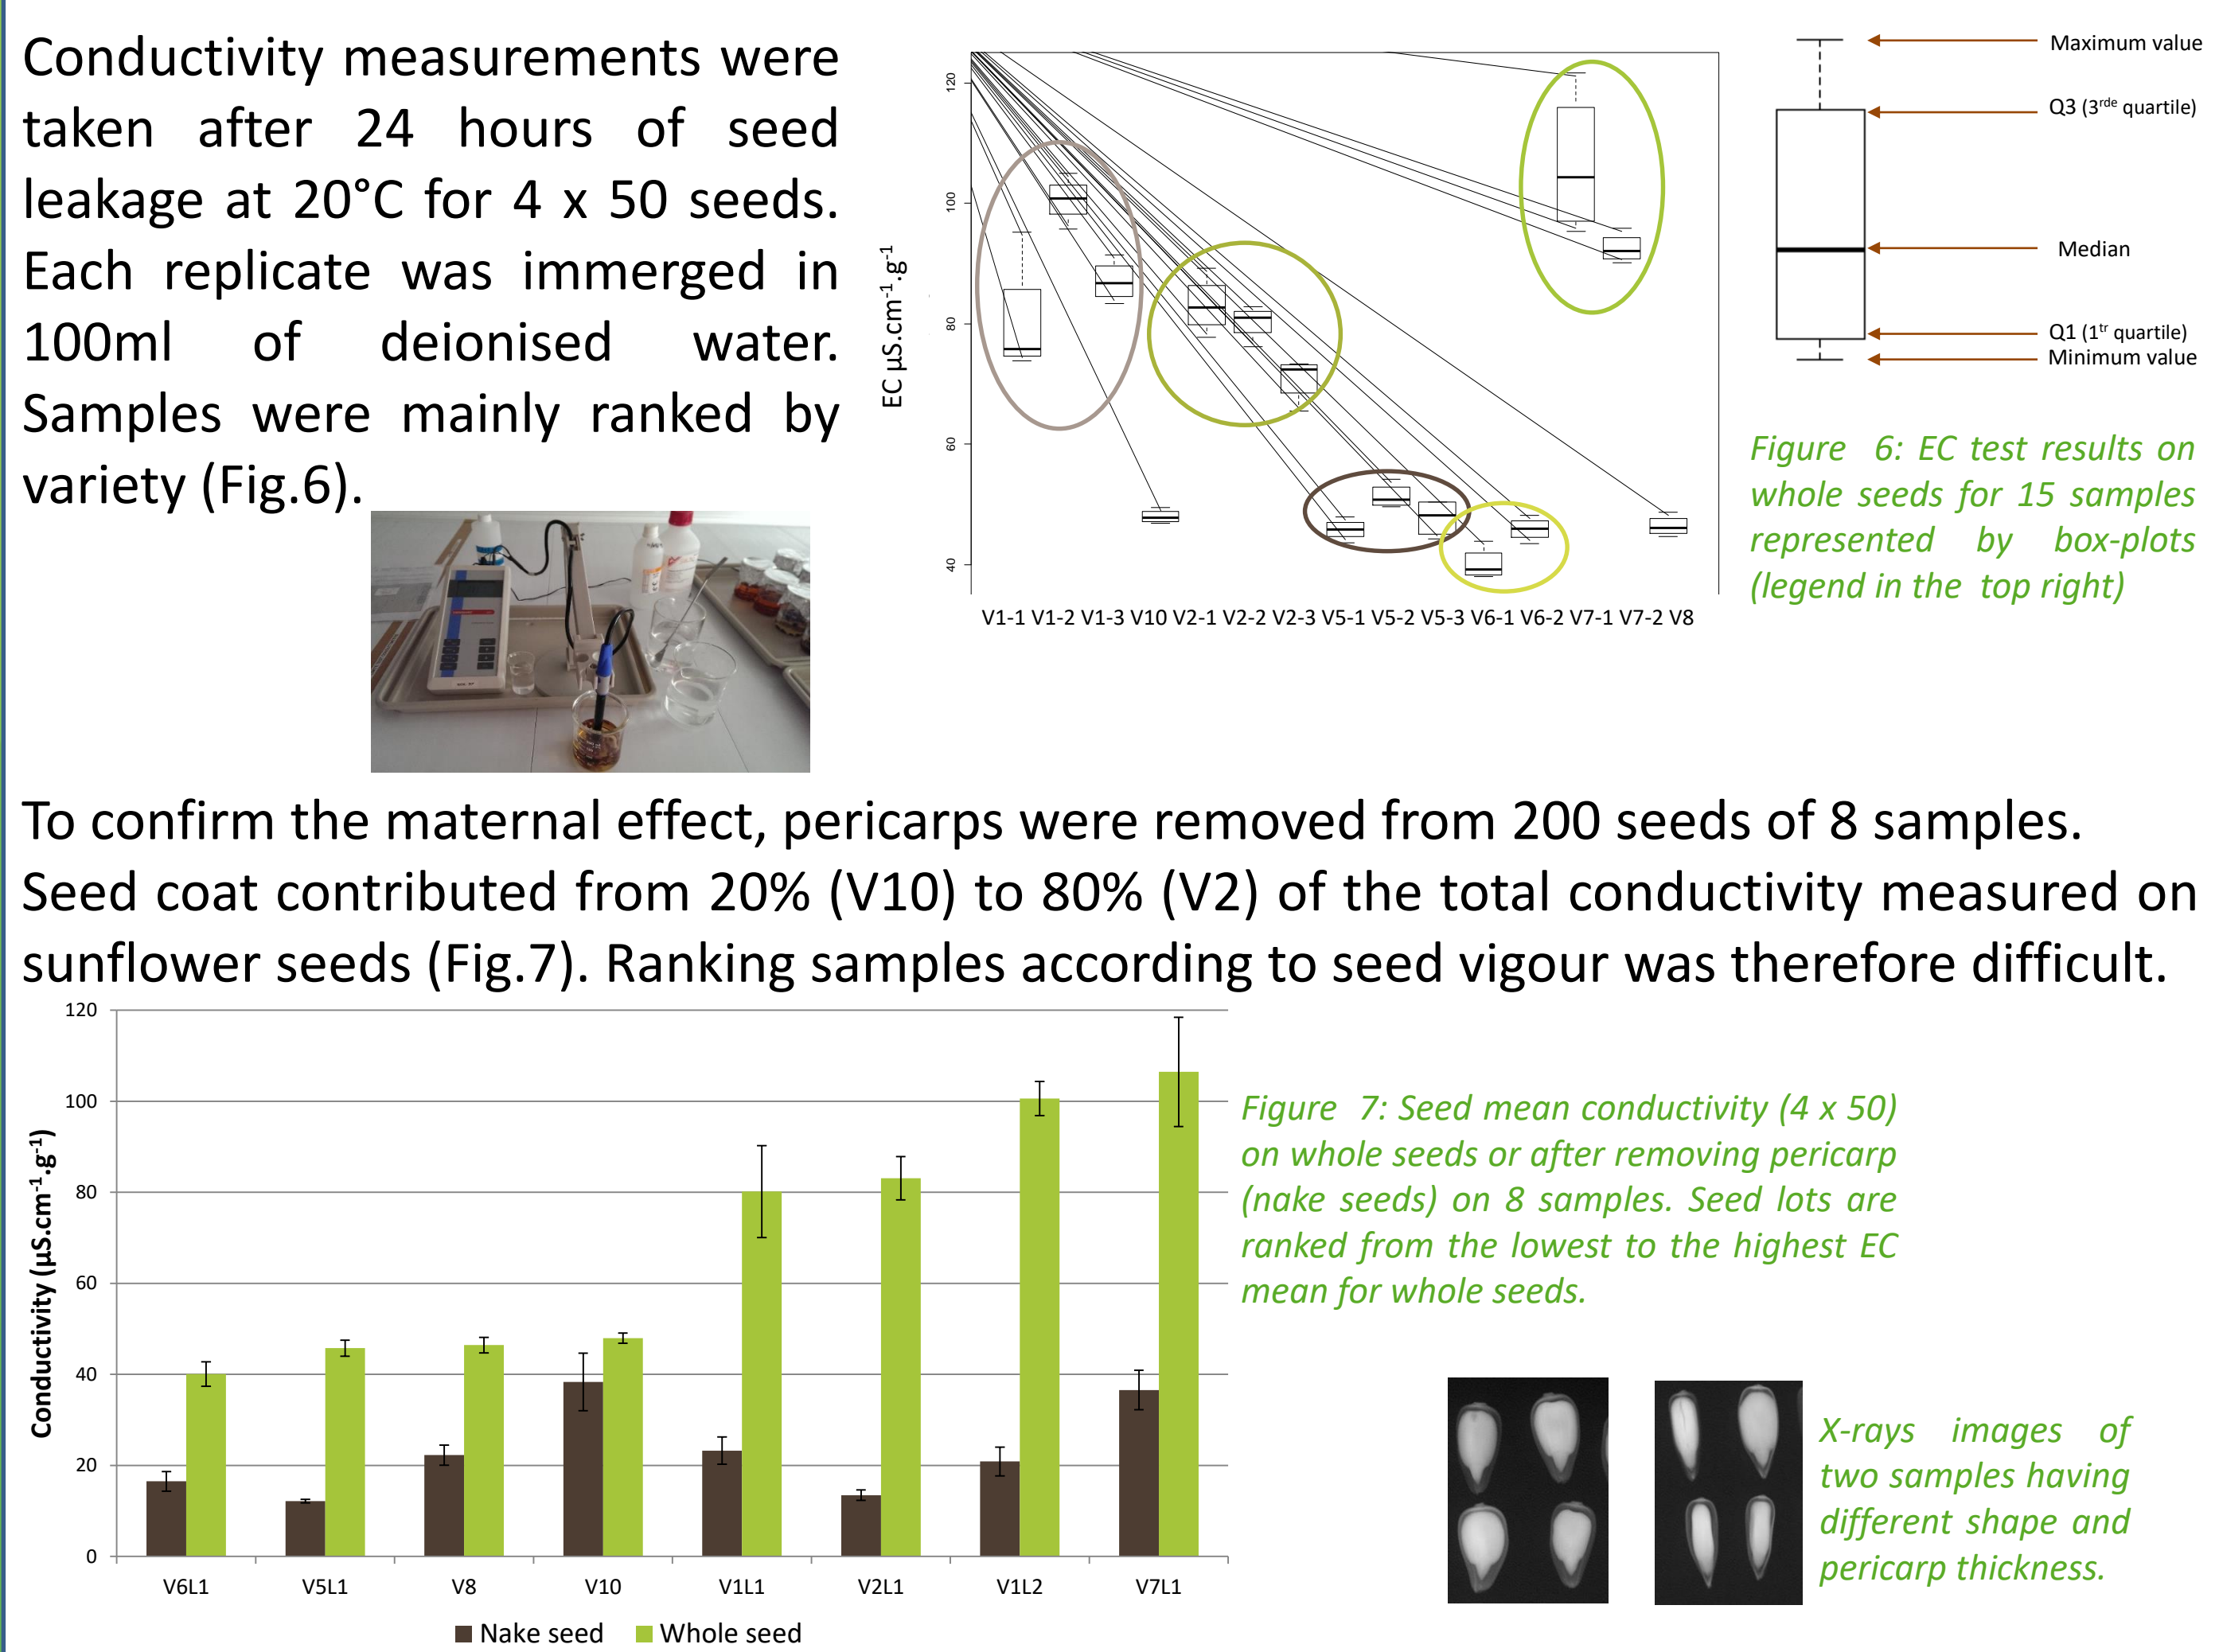 Conductivity measurements were
taken after 24 hours of seed
leakage at 20°C for 4 x 50 seeds.
Each replicate was immerged in
100ml of deionised water.
Samples were mainly ranked by
variety (Fig.6).
EC µS.cm-1.g-1
120
100
80
60
40
V1-1 V1-2 V1-3 V10 V2-1 V2-2 V2-3 V5-1 V5-2 V5-3 V6-1 V6-2 V7-1 V7-2 V8
Maximum value
Q3 (3rde quartile)
Median
Q1 (1tr quartile)
Minimum value
Figure 6: EC test results on
whole seeds for 15 samples
represented by box-plots
(legend in the top right)
To confirm the maternal effect, pericarps were removed from 200 seeds of 8 samples.
Seed coat contributed from 20% (V10) to 80% (V2) of the total conductivity measured on
sunflower seeds (Fig.7). Ranking samples according to seed vigour was therefore difficult.
Conductivity (µS.cm-1.g-1)
120
100
80
60
40
20
0
V6L1 V5L1 V8 V10 V1L1 V2L1 V1L2 V7L1
Nake seed Whole seed
Figure 7: Seed mean conductivity (4 x 50)
on whole seeds or after removing pericarp
(nake seeds) on 8 samples. Seed lots are
ranked from the lowest to the highest EC
mean for whole seeds.
X-rays images of
two samples having
different shape and
pericarp thickness.